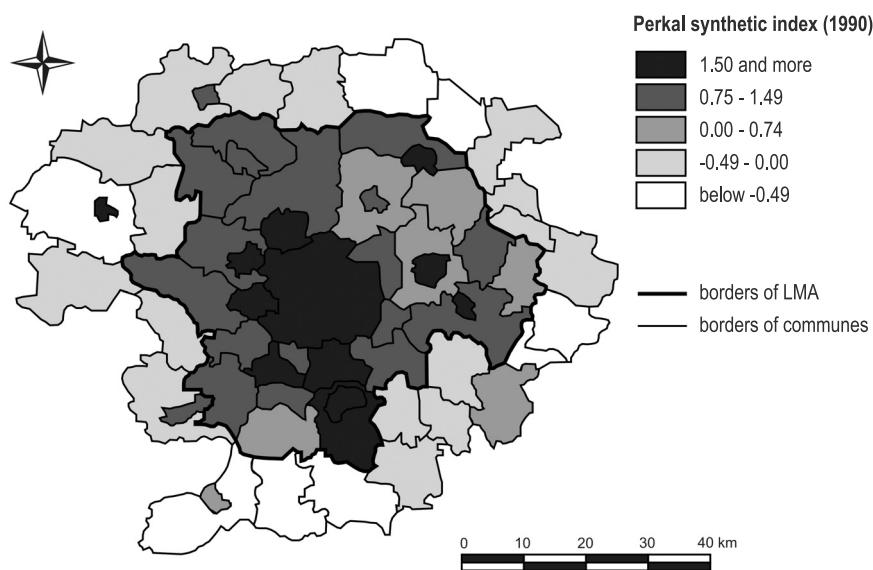 Perkal synthetic index (1990)
1.50 and more
0.75 - 1.49
0.00 - 0.74
-0.49 - 0.00
below -0.49
borders of LMA
borders of communes
0 10 20 30 40 km